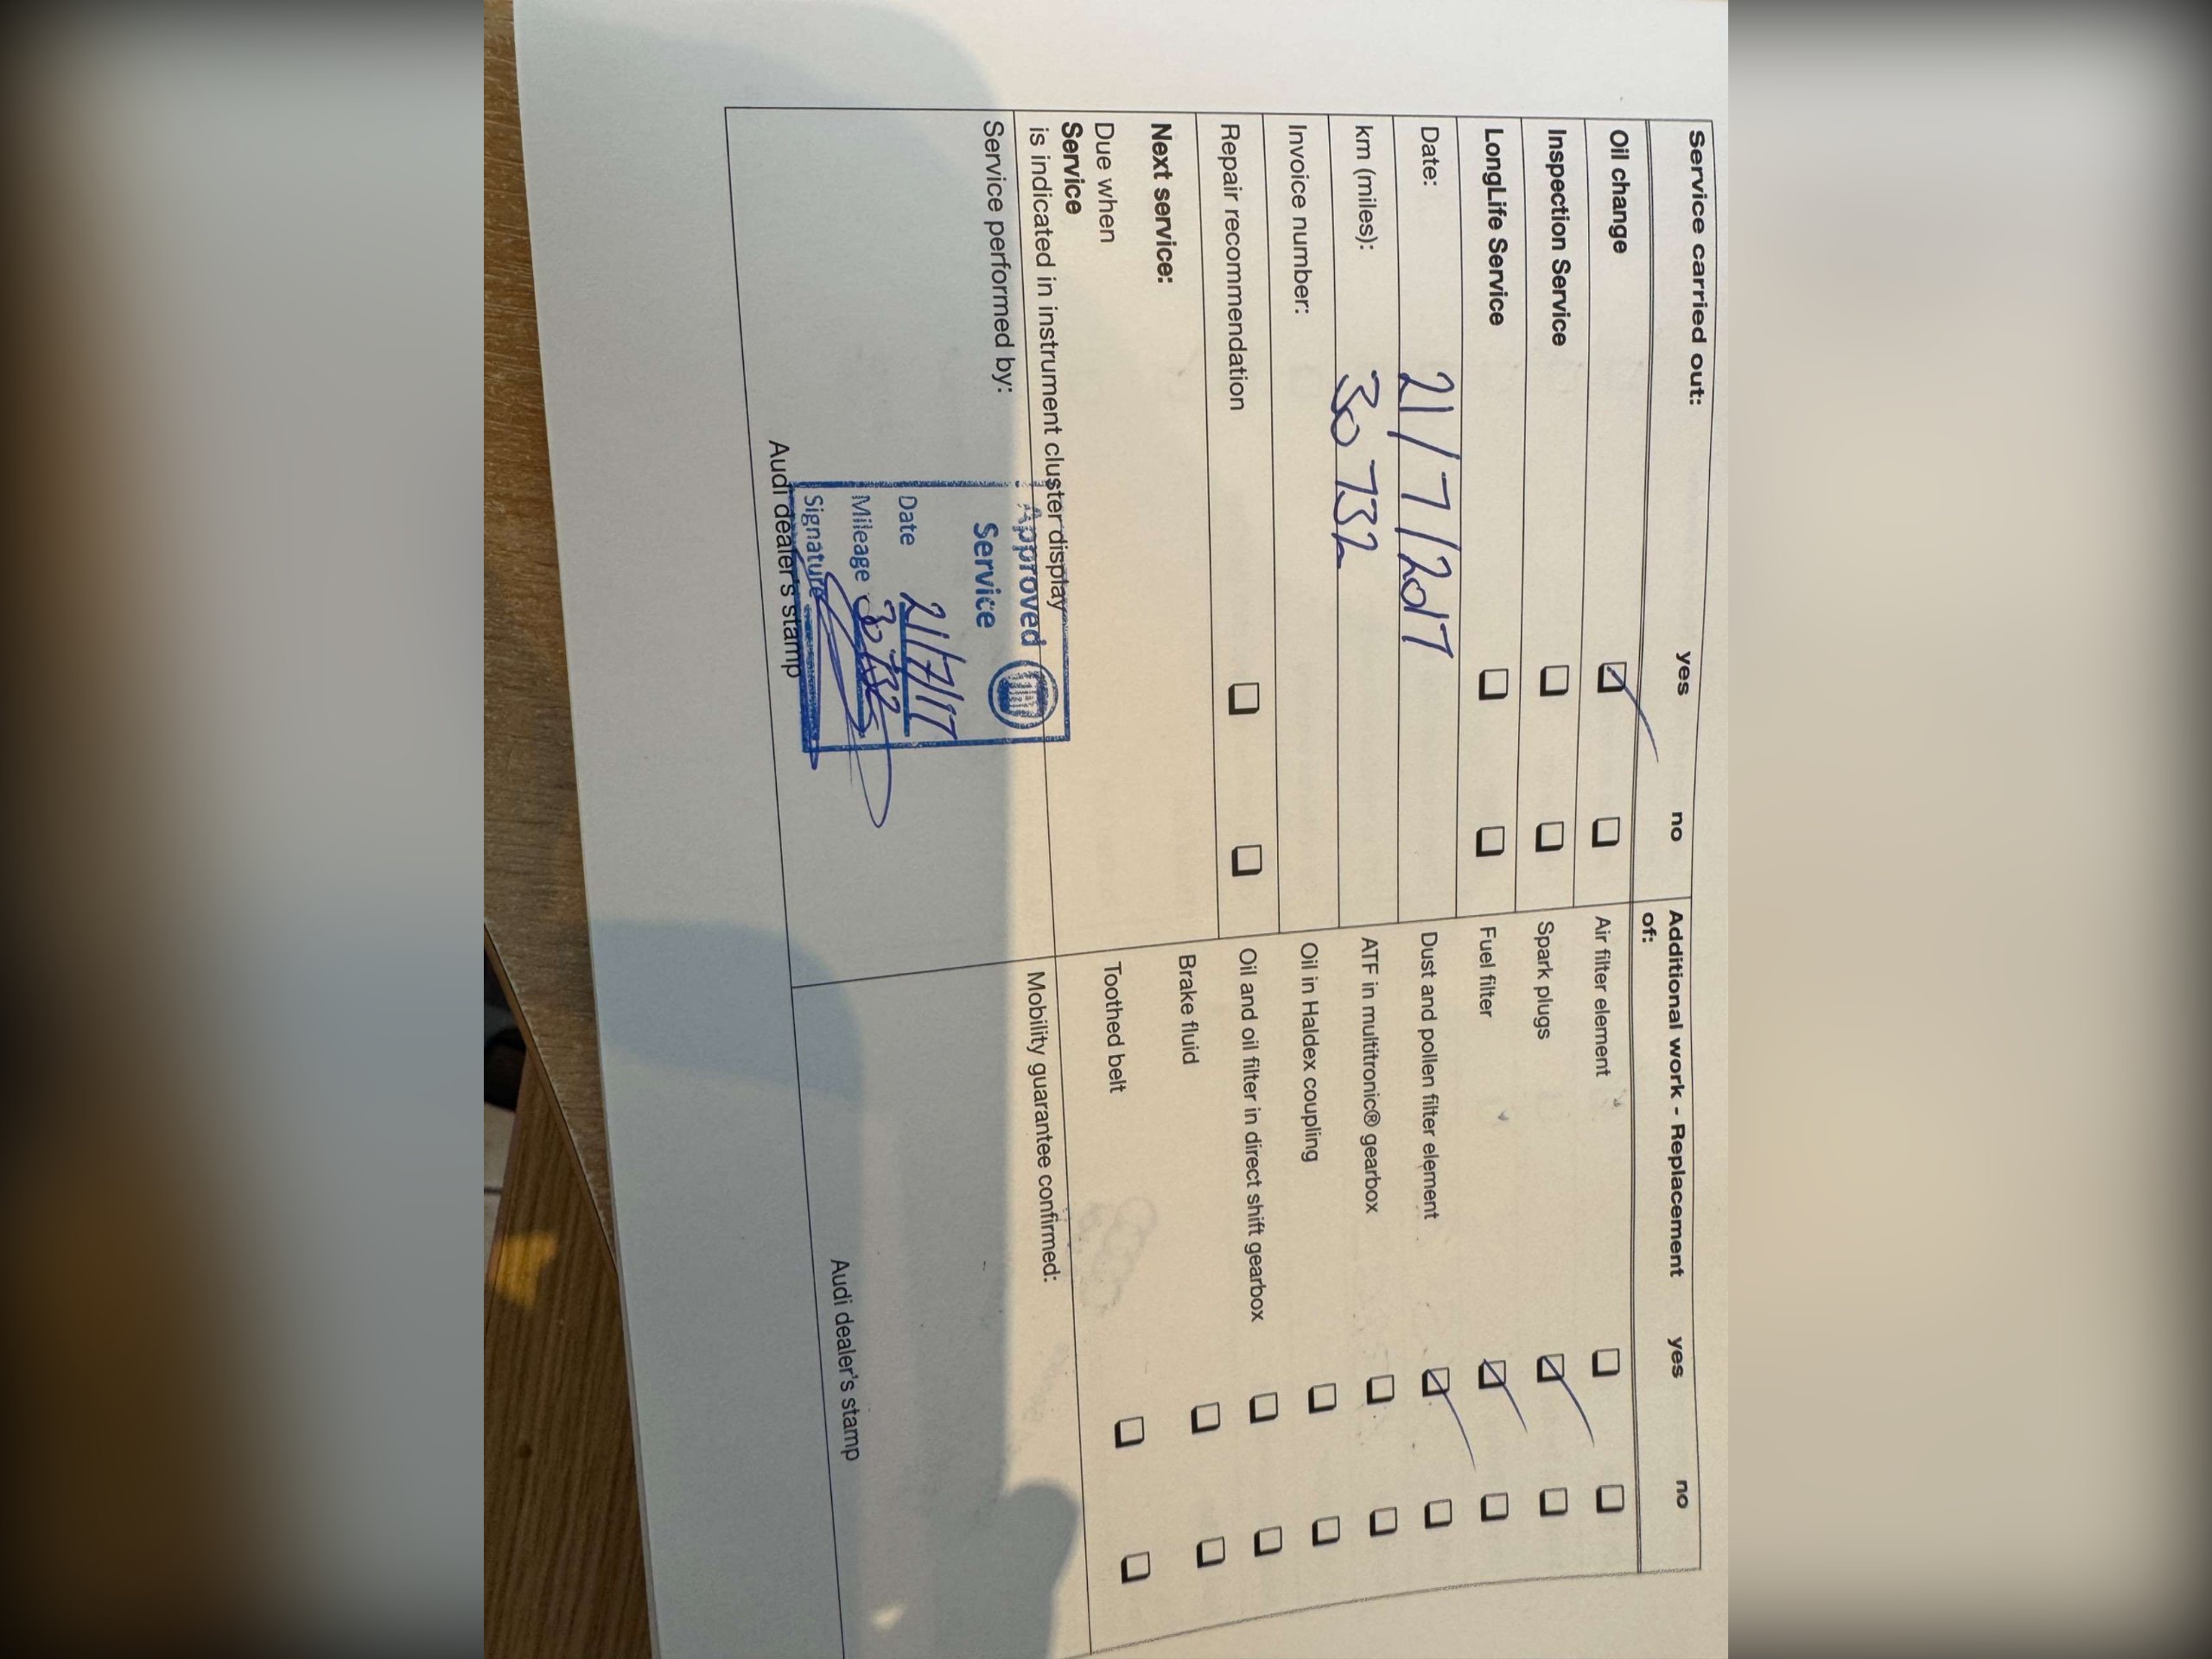 Service carried out: yes no
Oil change ☑ ☐
Inspection Service ☐ ☐
LongLife Service ☐ ☐
Date: 21/7/2017
km (miles): 30732
Invoice number:
Repair recommendation ☐ ☐
Next service:
Due when
Service
is indicated in instrument cluster display
Service performed by:
Approved
Service
Date 21/7/17
Mileage 30732
Signature
Audi dealer's stamp
Additional work - Replacement yes no
of:
Air filter element ☐ ☐
Spark plugs ☑ ☐
Fuel filter ☑ ☐
Dust and pollen filter element ☑ ☐
ATF in multitronic® gearbox ☐ ☐
Oil in Haldex coupling ☐ ☐
Oil and oil filter in direct shift gearbox ☐ ☐
Brake fluid ☐ ☐
Toothed belt ☐ ☐
Mobility guarantee confirmed:
Audi dealer's stamp